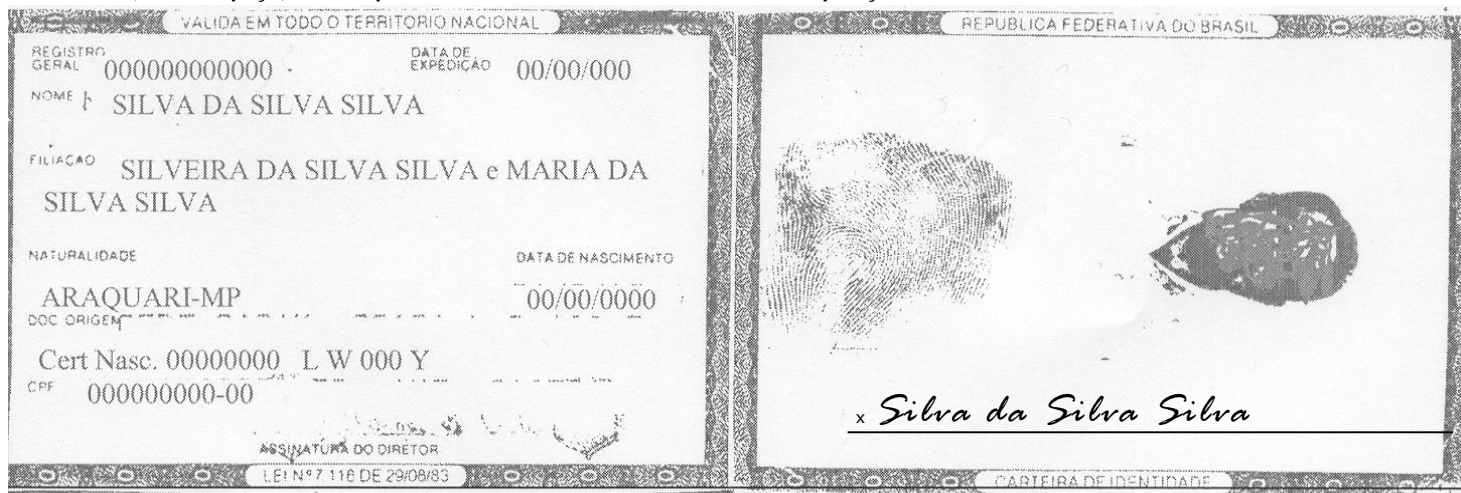 VALIDA EM TODO O TERRITORIO NACIONAL
REGISTRO GERAL 000000000000 DATA DE EXPEDIÇÃO 00/00/000
NOME SILVA DA SILVA SILVA
FILIAÇÃO SILVEIRA DA SILVA SILVA e MARIA DA
SILVA SILVA
NATURALIDADE DATA DE NASCIMENTO
ARAQUARI-MP 00/00/0000
DOC ORIGEM
Cert Nasc. 00000000 L W 000 Y
CPF 000000000-00
ASSINATURA DO DIRETOR
LEI Nº 7.116 DE 29/08/83
REPUBLICA FEDERATIVA DO BRASIL
x Silva da Silva Silva
CARTEIRA DE IDENTIDADE